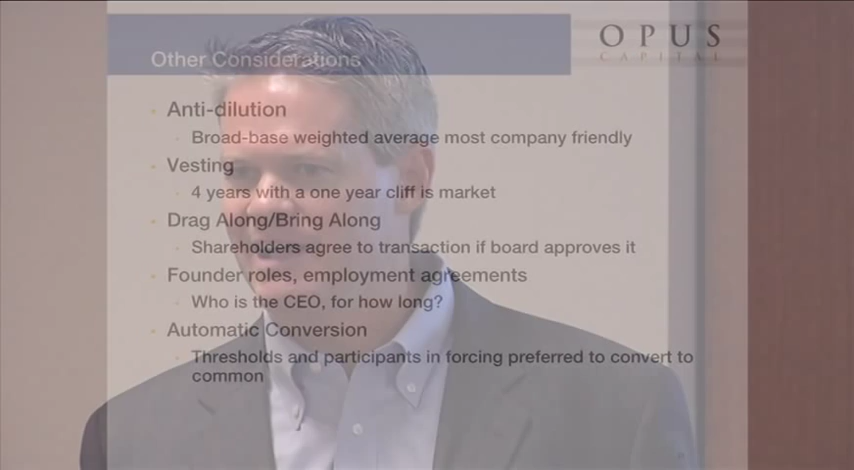 OPUS
CAPITAL
Other Considerations
Anti-dilution
Broad-base weighted average most company friendly
Vesting
4 years with a one year cliff is market
Drag Along/Bring Along
Shareholders agree to transaction if board approves it
Founder roles, employment agreements
Who is the CEO, for how long?
Automatic Conversion
Thresholds and participants in forcing preferred to convert to
common